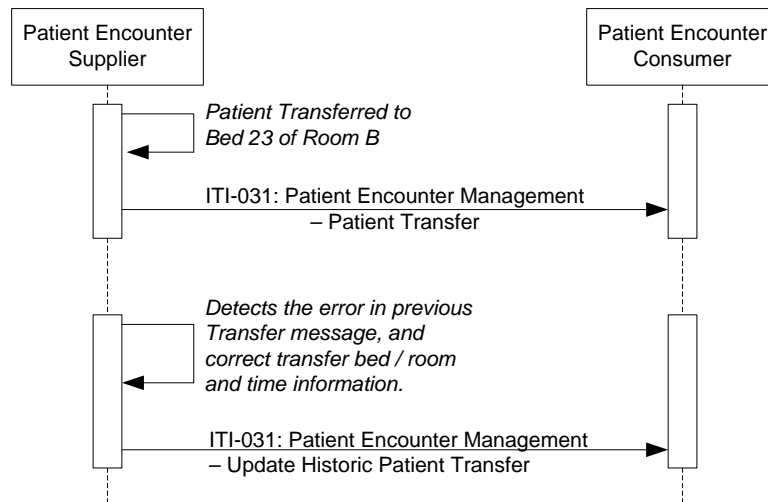 Patient Encounter
Supplier
Patient Encounter
Consumer
Patient Transferred to
Bed 23 of Room B
ITI-031: Patient Encounter Management
– Patient Transfer
Detects the error in previous
Transfer message, and
correct transfer bed / room
and time information.
ITI-031: Patient Encounter Management
– Update Historic Patient Transfer